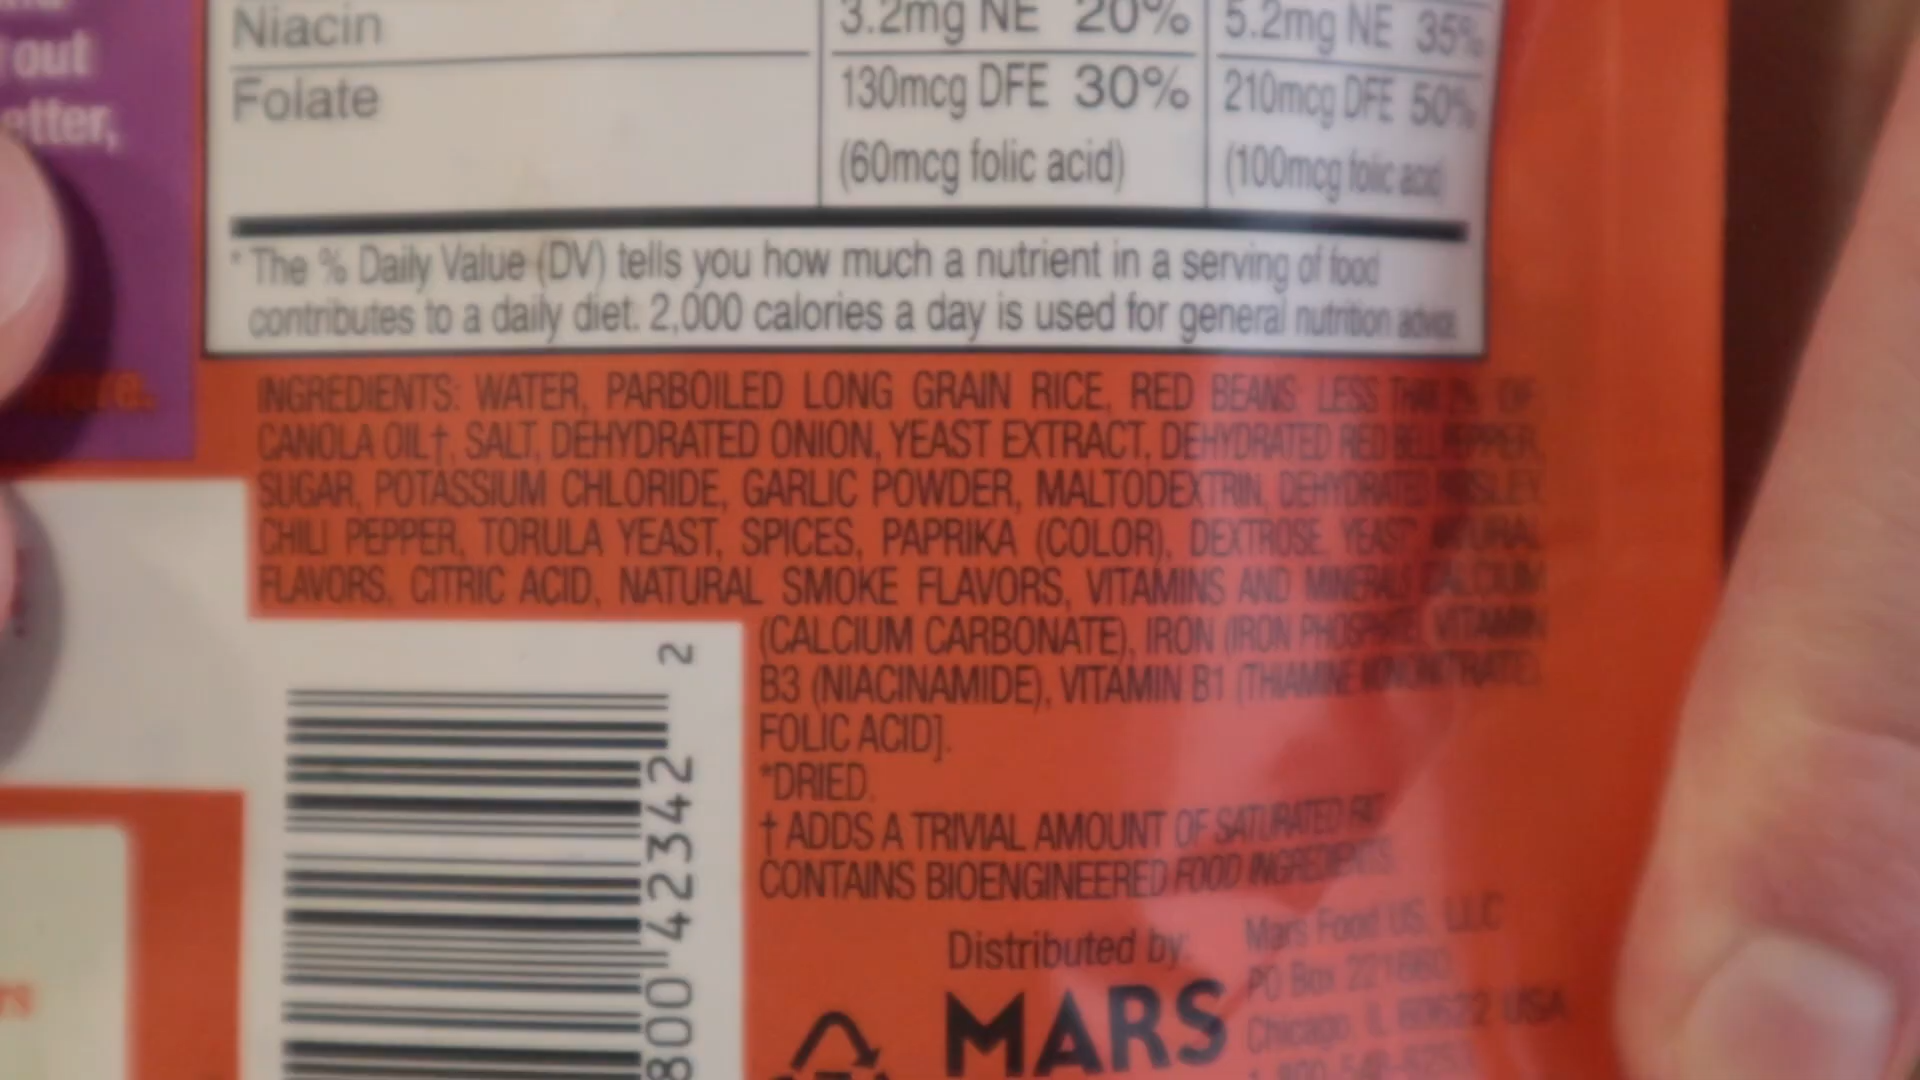 out
etter,
Niacin 3.2mg NE 20% 5.2mg NE 35%
Folate 130mcg DFE 30% 210mcg DFE 50%
(60mcg folic acid) (100mcg folic acid)
* The % Daily Value (DV) tells you how much a nutrient in a serving of food
contributes to a daily diet. 2,000 calories a day is used for general nutrition advice.
INGREDIENTS: WATER, PARBOILED LONG GRAIN RICE, RED BEANS LESS THAN 2% OF
CANOLA OIL†, SALT, DEHYDRATED ONION, YEAST EXTRACT, DEHYDRATED RED BELL PEPPER,
SUGAR, POTASSIUM CHLORIDE, GARLIC POWDER, MALTODEXTRIN, DEHYDRATED PARSLEY,
CHILI PEPPER, TORULA YEAST, SPICES, PAPRIKA (COLOR), DEXTROSE, YEAST, NATURAL
FLAVORS, CITRIC ACID, NATURAL SMOKE FLAVORS, VITAMINS AND MINERALS CALCIUM
(CALCIUM CARBONATE), IRON (IRON PHOSPHATE), VITAMIN
B3 (NIACINAMIDE), VITAMIN B1 (THIAMINE MONONITRATE),
FOLIC ACID].
*DRIED.
† ADDS A TRIVIAL AMOUNT OF SATURATED FAT
CONTAINS BIOENGINEERED FOOD INGREDIENTS
Distributed by:
MARS
Mars Food US, LLC
PO Box
Chicago IL USA
800 42342 2